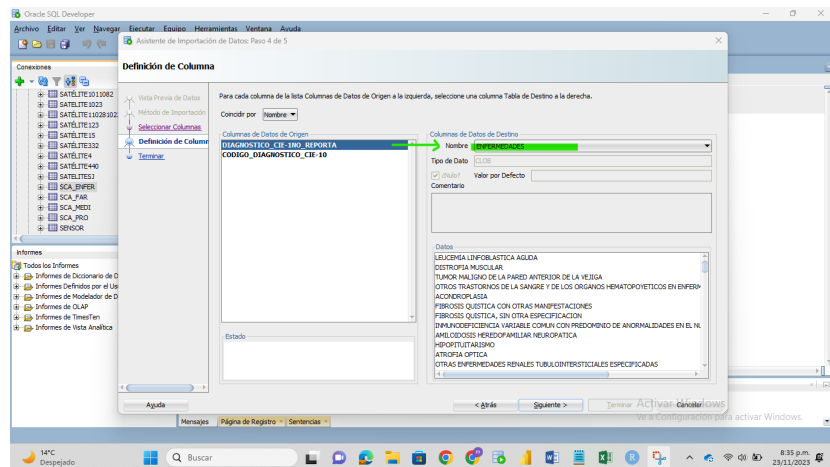 Oracle SQL Developer
Archivo Editar Ver Navegar Ejecutar Equipo Herramientas Ventana Ayuda
Asistente de Importación de Datos: Paso 4 de 5
Conexiones
SATÉLITE1011082
SATELITE1023
SATELITE11028102
SATELITE123
SATELITE15
SATELITE332
SATELITE4
SATELITE440
SATELITESJ
SCA_ENFER
SCA_FAR
SCA_MEDI
SCA_PRO
SENSOR
Informes
Todos los Informes
Informes de Diccionario de D
Informes Definidos por el Us
Informes de Modelador de D
Informes de OLAP
Informes de TimesTen
Informes de Vista Analítica
Definición de Columna
Vista Previa de Datos
Método de Importación
Seleccionar Columnas
Definición de Column
Terminar
Para cada columna de la lista Columnas de Datos de Origen a la izquierda, seleccione una columna Tabla de Destino a la derecha.
Coincidir por Nombre
Columnas de Datos de Origen
DIAGNOSTICO_CIE-1NO_REPORTA
CODIGO_DIAGNOSTICO_CIE-10
Estado
Columnas de Datos de Destino
Nombre ENFERMEDADES
Tipo de Dato CLOB
¿Nulo? Valor por Defecto
Comentario
Datos
LEUCEMIA LINFOBLASTICA AGUDA
DISTROFIA MUSCULAR
TUMOR MALIGNO DE LA PARED ANTERIOR DE LA VEJIGA
OTROS TRASTORNOS DE LA SANGRE Y DE LOS ORGANOS HEMATOPOYETICOS EN ENFERM
ACONDROPLASIA
FIBROSIS QUISTICA CON OTRAS MANIFESTACIONES
FIBROSIS QUISTICA, SIN OTRA ESPECIFICACION
INMUNODEFICIENCIA VARIABLE COMUN CON PREDOMINIO DE ANORMALIDADES EN EL NU
AMILOIDOSIS HEREDOFAMILIAR NEUROPATICA
HIPOPITUITARISMO
ATROFIA OPTICA
OTRAS ENFERMEDADES RENALES TUBULOINTERSTICIALES ESPECIFICADAS
Ayuda
< Atrás
Siguiente >
Terminar
Cancelar
Activar Windows
Ve a Configuración para activar Windows.
Mensajes Página de Registro Sentencias
14°C
Despejado
Buscar
8:35 p.m.
23/11/2023